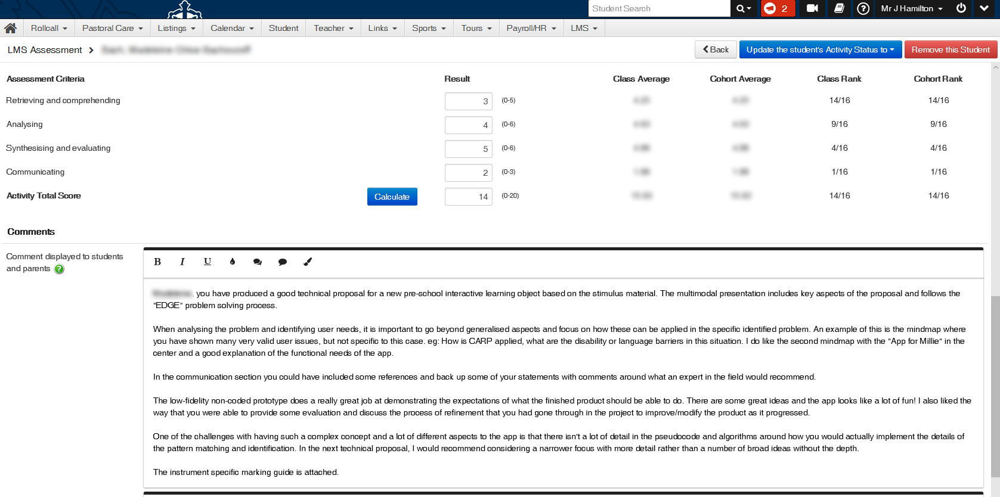 Student Search 2 Mr J Hamilton
Rollcall Pastoral Care Listings Calendar Student Teacher Links Sports Tours Payroll/HR LMS
LMS Assessment Back Update the student's Activity Status to Remove this Student
Assessment Criteria Result Class Average Cohort Average Class Rank Cohort Rank
Retrieving and comprehending 3 (0-5) 14/16 14/16
Analysing 4 (0-6) 9/16 9/16
Synthesising and evaluating 5 (0-6) 4/16 4/16
Communicating 2 (0-3) 1/16 1/16
Activity Total Score Calculate 14 (0-20) 14/16 14/16
Comments
Comment displayed to students
and parents ?
B I U
, you have produced a good technical proposal for a new pre-school interactive learning object based on the stimulus material. The multimodal presentation includes key aspects of the proposal and follows the
"EDGE" problem solving process.
When analysing the problem and identifying user needs, it is important to go beyond generalised aspects and focus on how these can be applied in the specific identified problem. An example of this is the mindmap where
you have shown many very valid user issues, but not specific to this case. eg: How is CARP applied, what are the disability or language barriers in this situation. I do like the second mindmap with the "App for Millie" in the
center and a good explanation of the functional needs of the app.
In the communication section you could have included some references and back up some of your statements with comments around what an expert in the field would recommend.
The low-fidelity non-coded prototype does a really great job at demonstrating the expectations of what the finished product should be able to do. There are some great ideas and the app looks like a lot of fun! I also liked the
way that you were able to provide some evaluation and discuss the process of refinement that you had gone through in the project to improve/modify the product as it progressed.
One of the challenges with having such a complex concept and a lot of different aspects to the app is that there isn't a lot of detail in the pseudocode and algorithms around how you would actually implement the details of
the pattern matching and identification. In the next technical proposal, I would recommend considering a narrower focus with more detail rather than a number of broad ideas without the depth.
The instrument specific marking guide is attached.